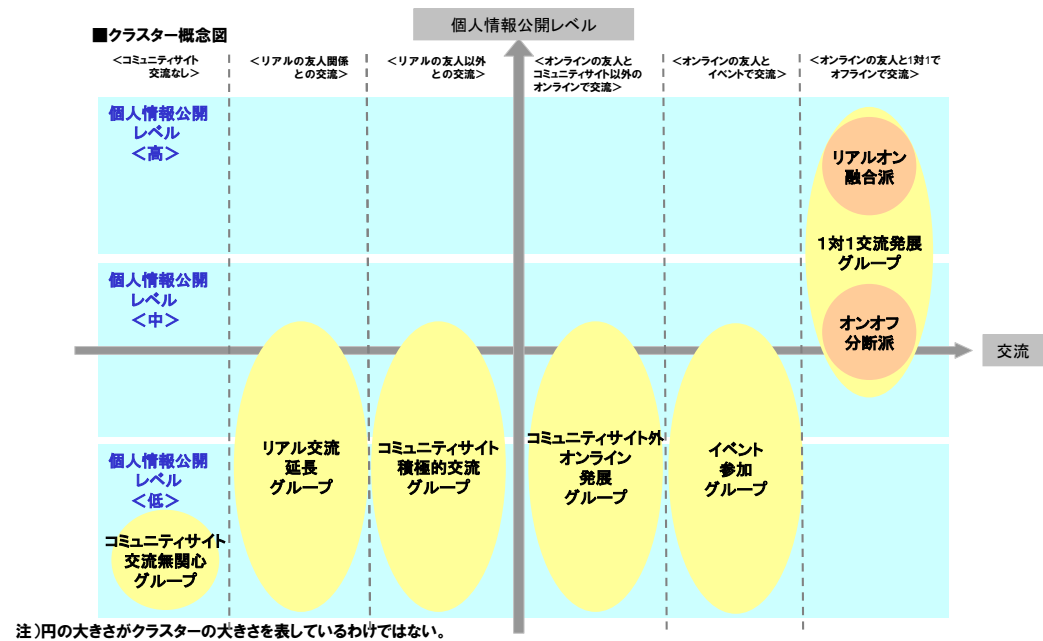 個人情報公開レベル
■クラスター概念図
＜コミュニティサイト
交流なし＞
＜リアルの友人関係
との交流＞
＜リアルの友人以外
との交流＞
＜オンラインの友人と
コミュニティサイト以外の
オンラインで交流＞
＜オンラインの友人と
イベントで交流＞
＜オンラインの友人と1対1で
オフラインで交流＞
個人情報公開
レベル
＜高＞
リアルオン
融合派
1対1交流発展
グループ
個人情報公開
レベル
＜中＞
オンオフ
分断派
交流
個人情報公開
レベル
＜低＞
コミュニティサイト
交流無関心
グループ
リアル交流
延長
グループ
コミュニティサイト
積極的交流
グループ
コミュニティサイト外
オンライン
発展
グループ
イベント
参加
グループ
注）円の大きさがクラスターの大きさを表しているわけではない。